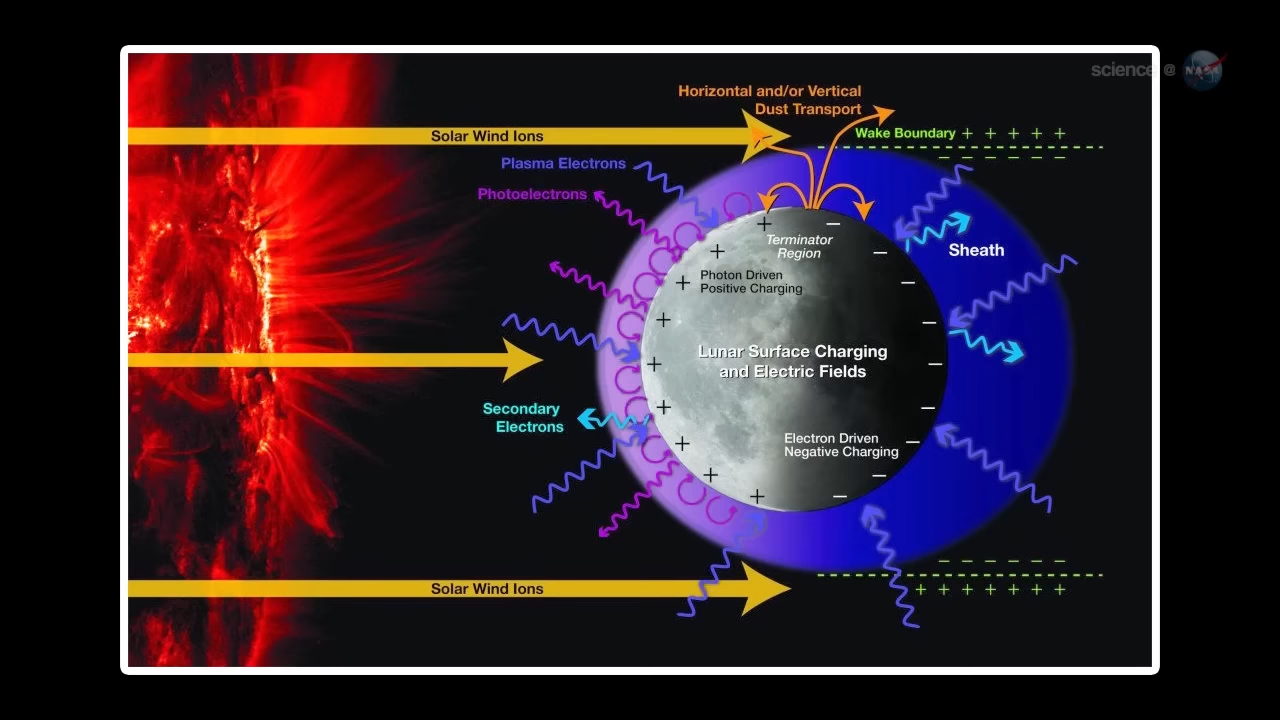 science @ NASA
Horizontal and/or Vertical
Dust Transport
Solar Wind Ions
Wake Boundary + + + + +
− − − − −
Plasma Electrons
Photoelectrons
Terminator
Region
Sheath
Photon Driven
Positive Charging
Lunar Surface Charging
and Electric Fields
Secondary
Electrons
Electron Driven
Negative Charging
− − − − −
Solar Wind Ions
+ + + + + +